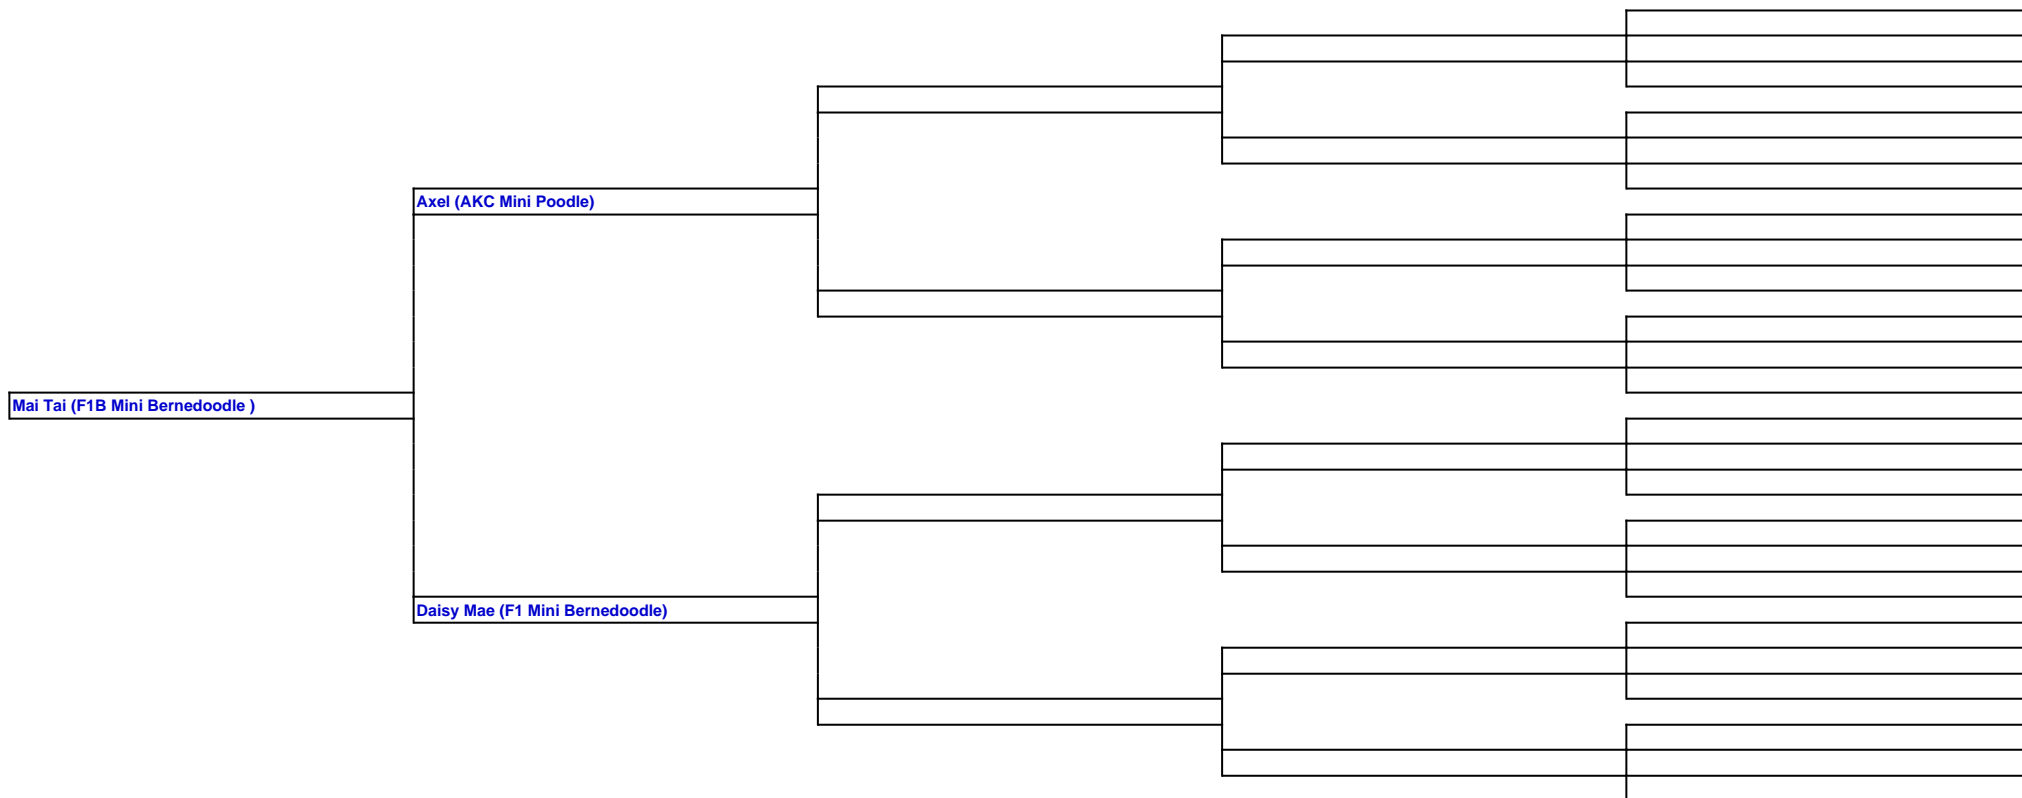 Axel (AKC Mini Poodle)
Mai Tai (F1B Mini Bernedoodle )
Daisy Mae (F1 Mini Bernedoodle)